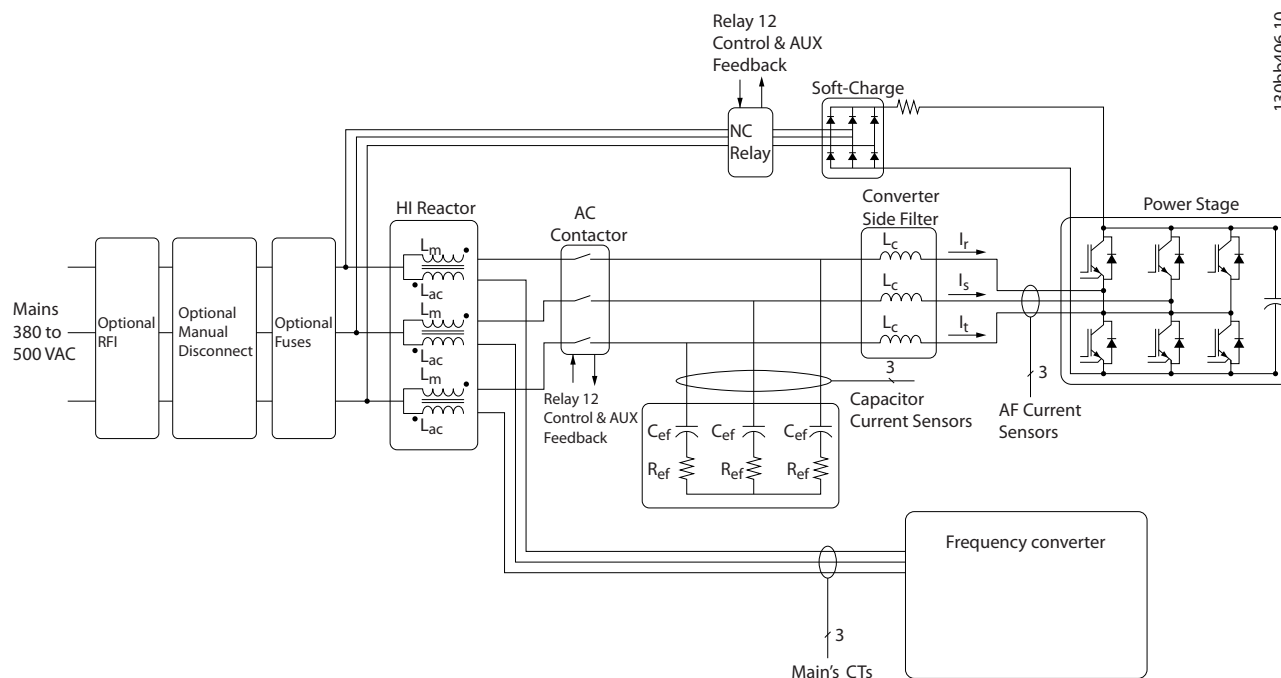 Relay 12
Control & AUX
Feedback
130bb406.10
Soft-Charge
NC
Relay
HI Reactor
AC
Contactor
Converter
Side Filter
Power Stage
Mains
380 to
500 VAC
Optional
RFI
Optional
Manual
Disconnect
Optional
Fuses
Lm
Lac
Lm
Lac
Lm
Lac
Lc
Ir
Lc
Is
Lc
It
Relay 12
Control & AUX
Feedback
3
Capacitor
Current Sensors
3
AF Current
Sensors
Cef
Cef
Cef
Ref
Ref
Ref
Frequency converter
3
Main's CTs